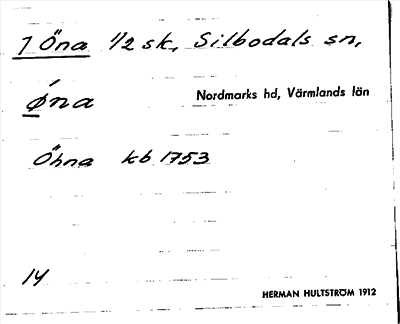 1 Öna 1/2 sk, Silbodals sn,
Øna
Nordmarks hd, Värmlands län
Öhna kb 1753
14
HERMAN HULTSTRÖM 1912